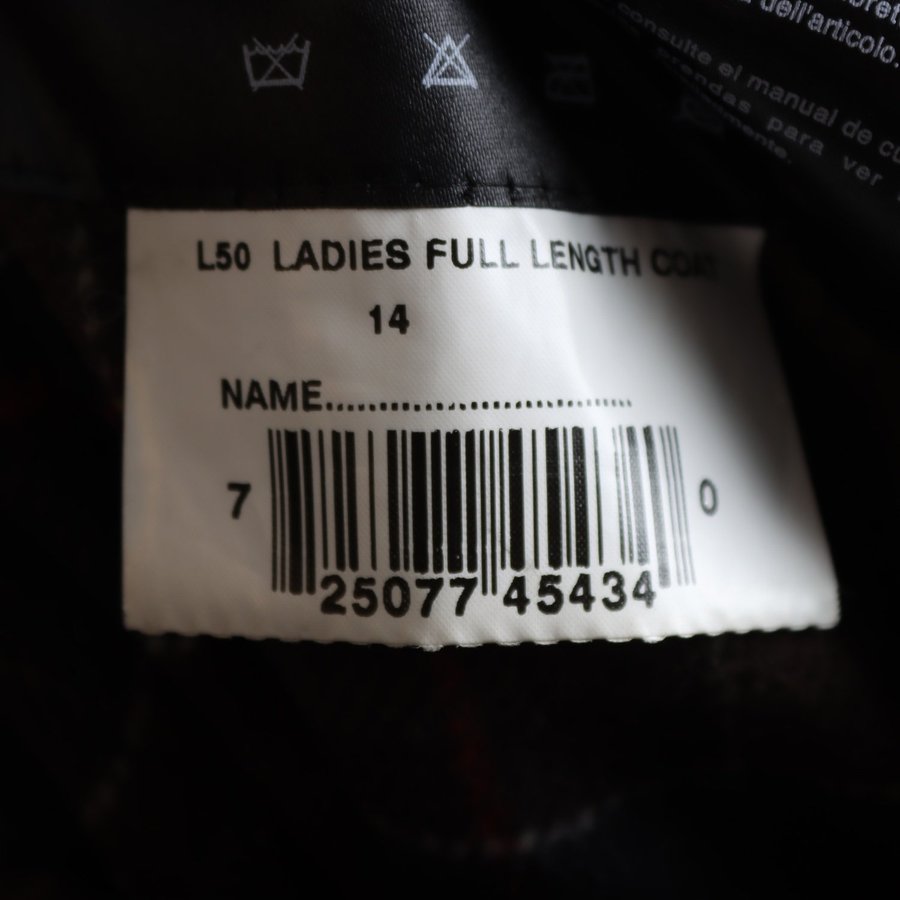 dell'articolo.
consulte el manual de
prendas para ver
L50 LADIES FULL LENGTH COAT
14
NAME..............................
7 25077 45434 0